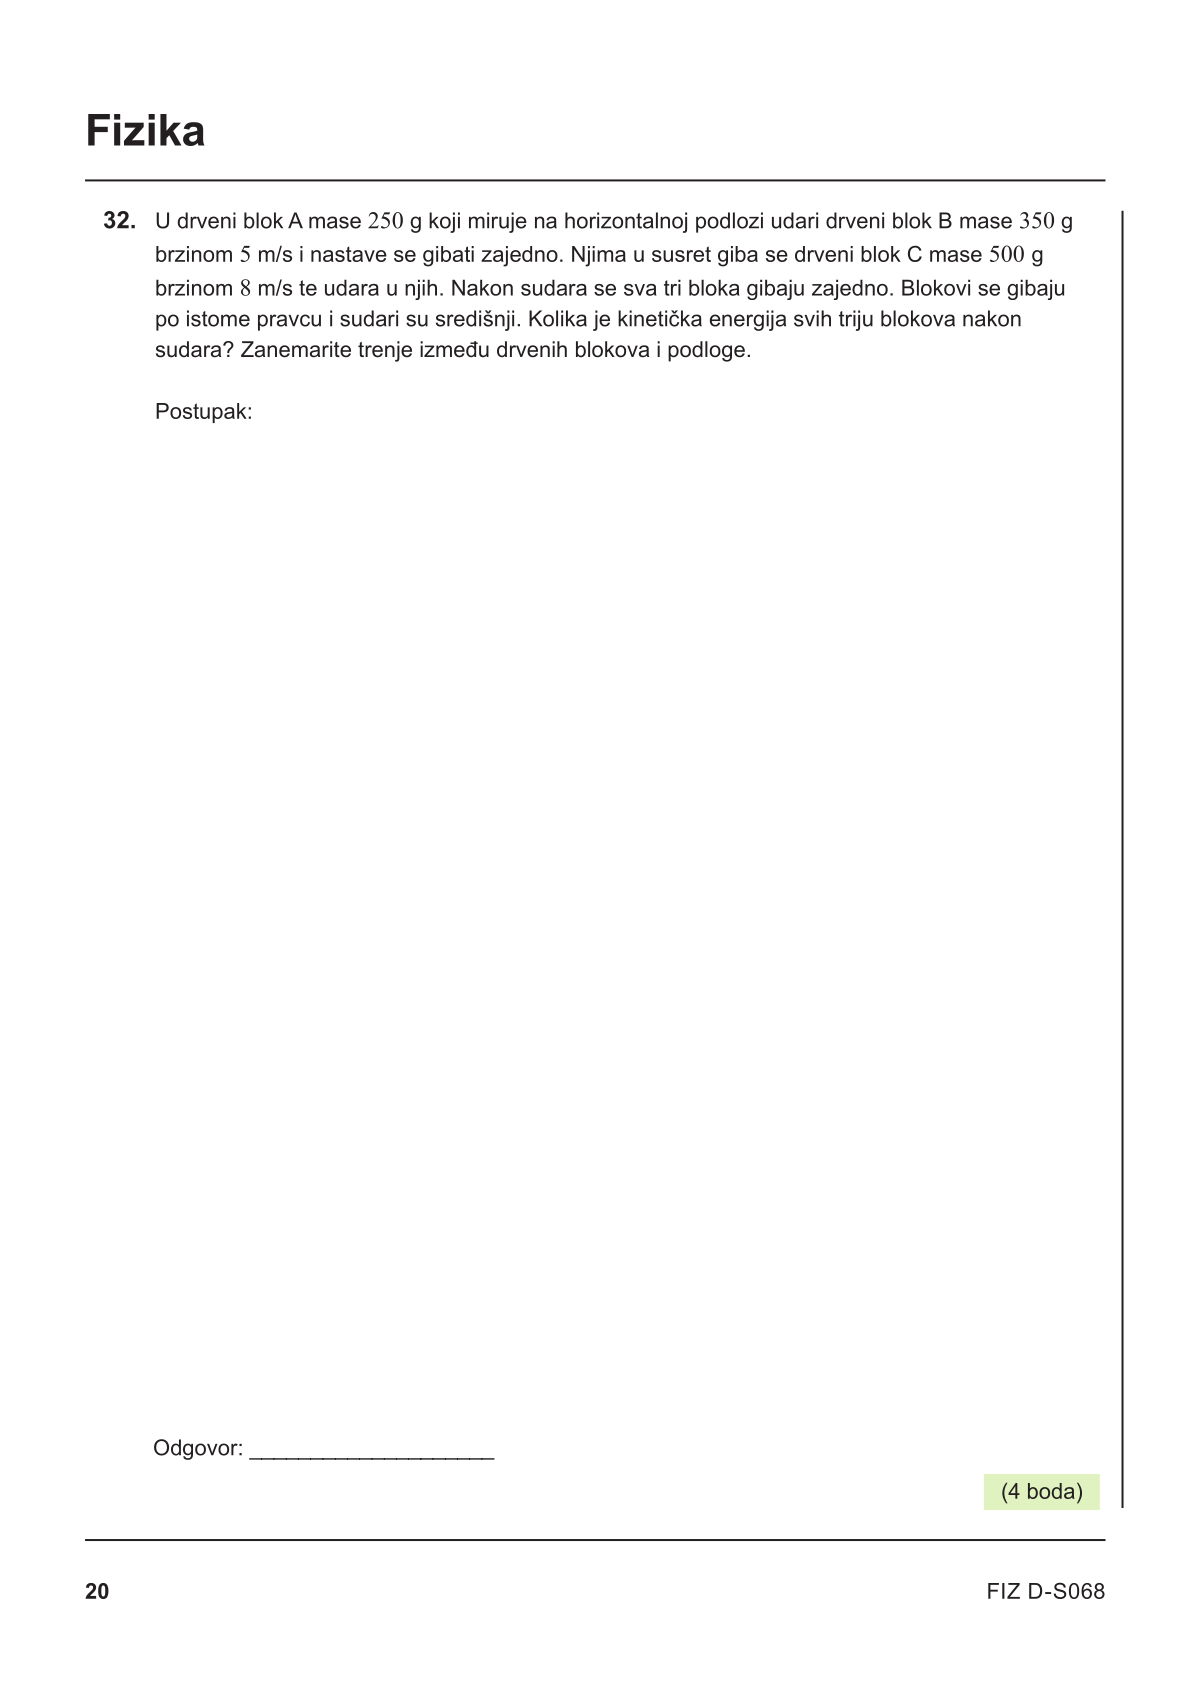 Fizika
32. U drveni blok A mase 250 g koji miruje na horizontalnoj podlozi udari drveni blok B mase 350 g
brzinom 5 m/s i nastave se gibati zajedno. Njima u susret giba se drveni blok C mase 500 g
brzinom 8 m/s te udara u njih. Nakon sudara se sva tri bloka gibaju zajedno. Blokovi se gibaju
po istome pravcu i sudari su središnji. Kolika je kinetička energija svih triju blokova nakon
sudara? Zanemarite trenje između drvenih blokova i podloge.
Postupak:
Odgovor: ____________________
(4 boda)
20
FIZ D-S068